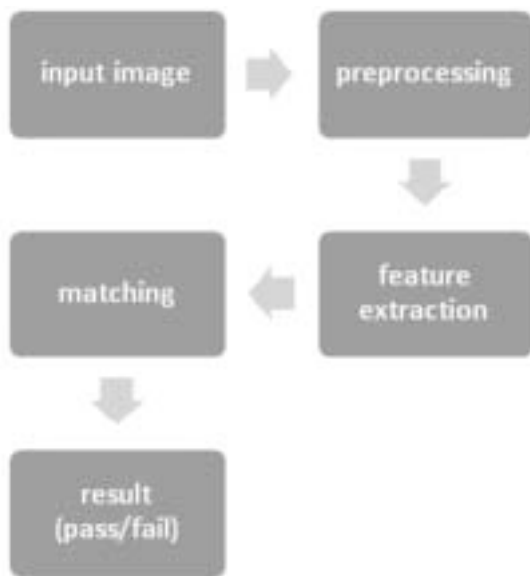 input image
preprocessing
feature
extraction
matching
result
(pass/fail)